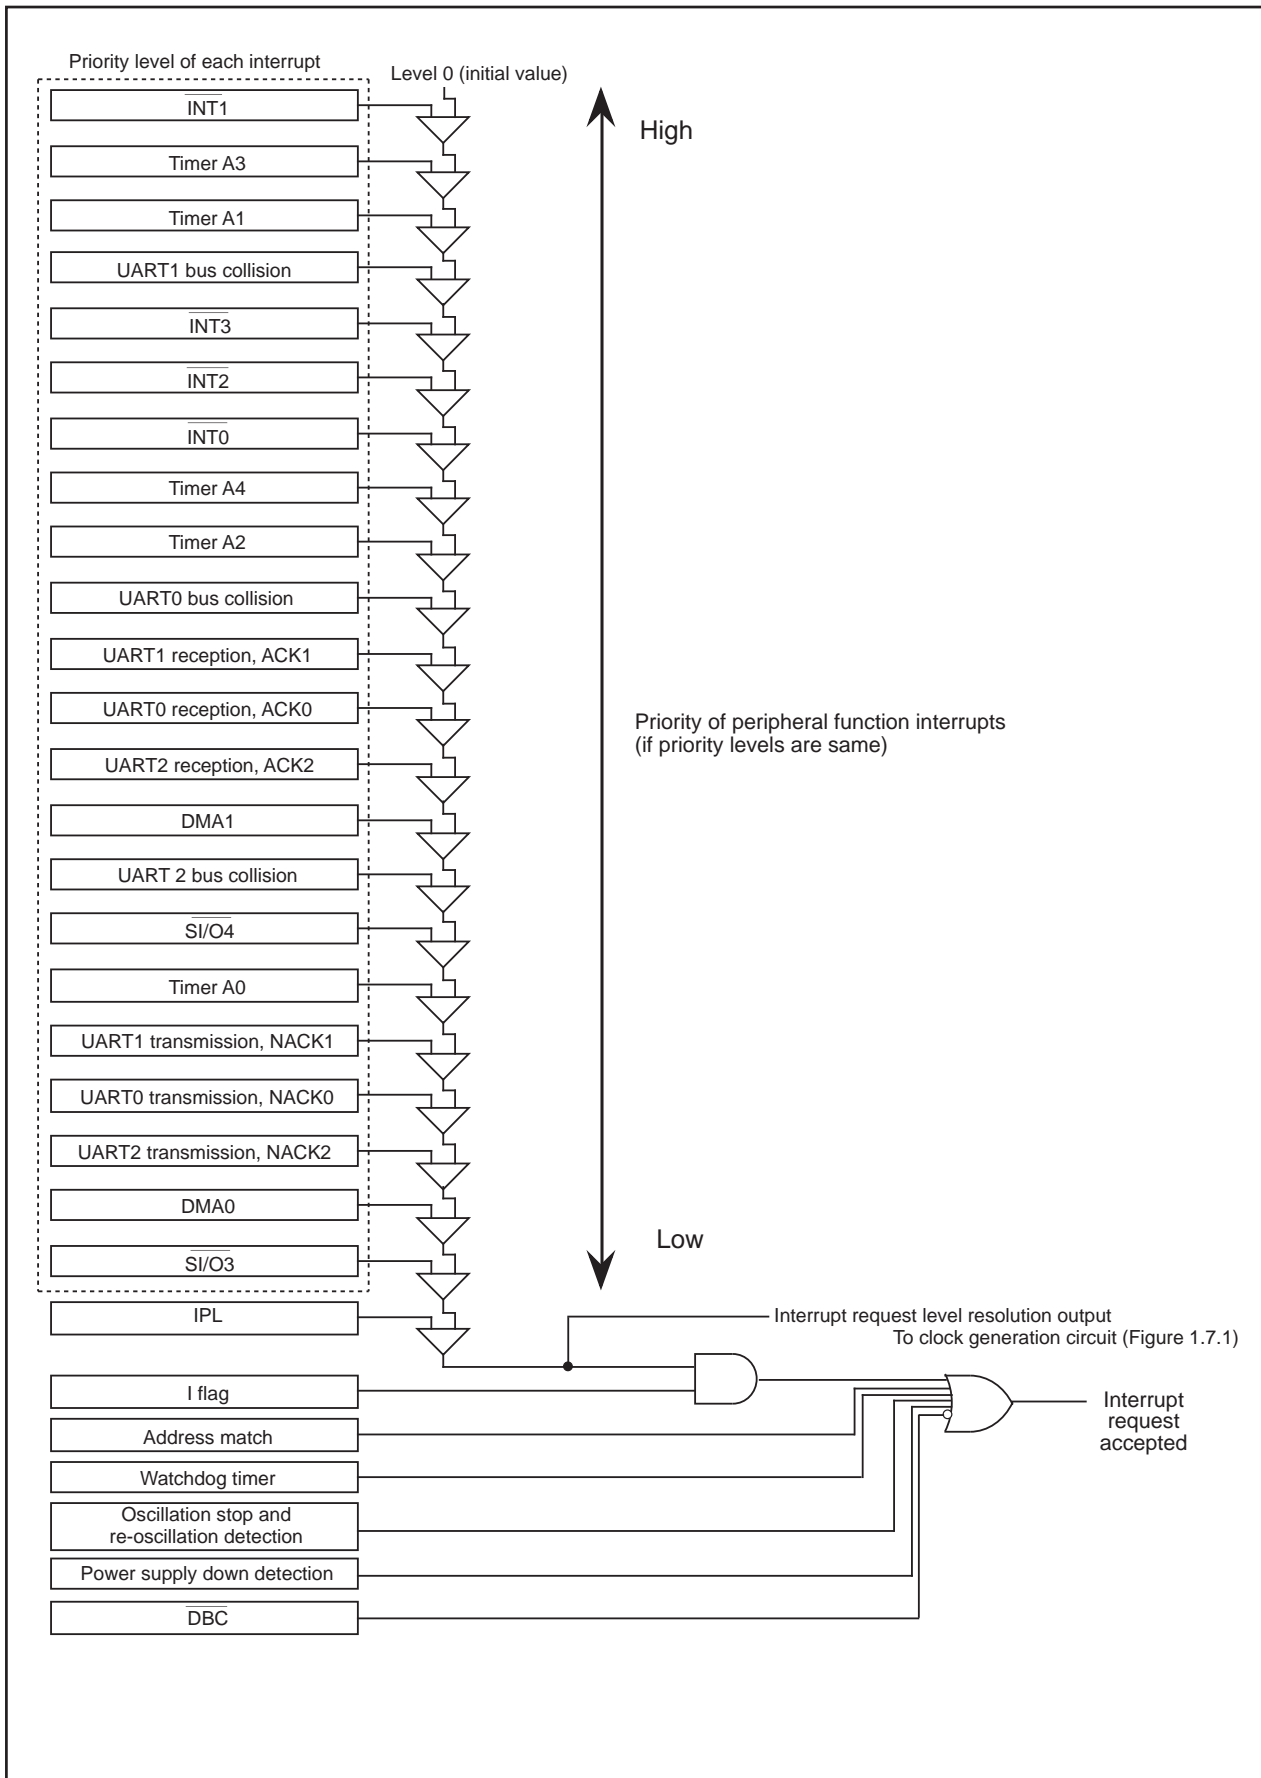 Priority level of each interrupt
Level 0 (initial value)
INT1
High
Timer A3
Timer A1
UART1 bus collision
INT3
INT2
INT0
Timer A4
Timer A2
UART0 bus collision
UART1 reception, ACK1
UART0 reception, ACK0
Priority of peripheral function interrupts
(if priority levels are same)
UART2 reception, ACK2
DMA1
UART 2 bus collision
SI/O4
Timer A0
UART1 transmission, NACK1
UART0 transmission, NACK0
UART2 transmission, NACK2
DMA0
Low
SI/O3
IPL
Interrupt request level resolution output
To clock generation circuit (Figure 1.7.1)
I flag
Interrupt
request
accepted
Address match
Watchdog timer
Oscillation stop and
re-oscillation detection
Power supply down detection
DBC